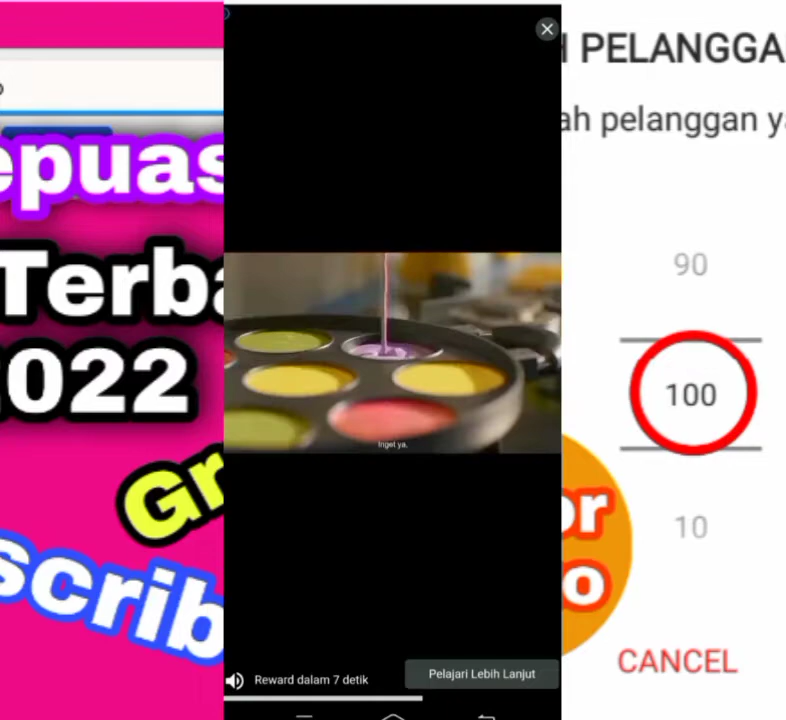 epuas
Terba
2022
Gr
scrib
Inget ya,
Reward dalam 7 detik
Pelajari Lebih Lanjut
H PELANGGA
ah pelanggan ya
90
100
10
or
o
CANCEL